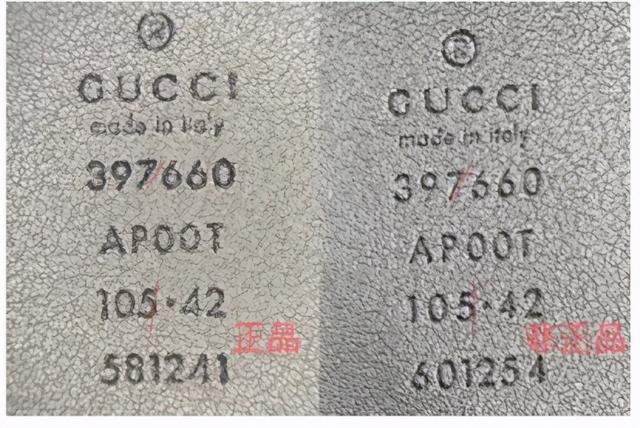 ®
GUCCI
made in italy
397660
AP00T
105·42
正品
581241
®
GUCCI
made in italy
397660
AP00T
105·42
非正品
601254